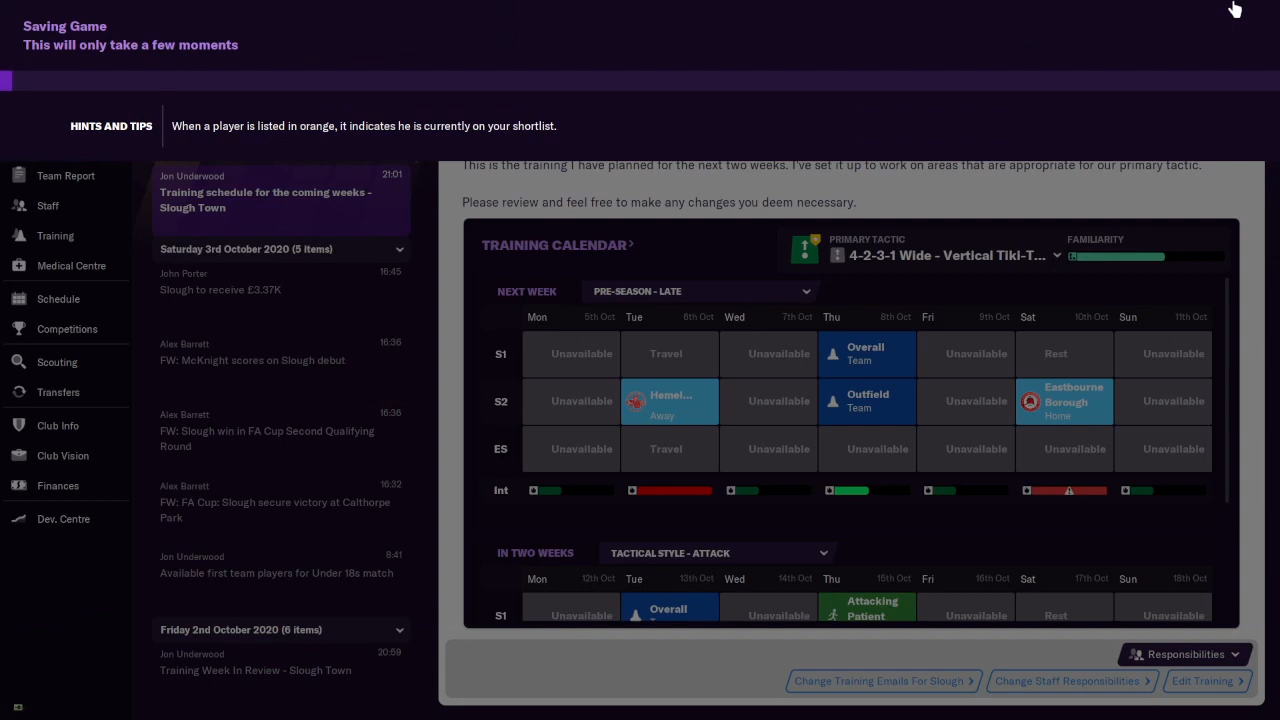 Saving Game
This will only take a few moments
HINTS AND TIPS
When a player is listed in orange, it indicates he is currently on your shortlist.
Team Report
Staff
Training
Medical Centre
Schedule
Competitions
Scouting
Transfers
Club Info
Club Vision
Finances
Dev. Centre
Jon Underwood 21:01
Training schedule for the coming weeks -
Slough Town
Saturday 3rd October 2020 (5 items)
John Porter 16:45
Slough to receive £3.37K
Alex Barrett 16:36
FW: McKnight scores on Slough debut
Alex Barrett 16:36
FW: Slough win in FA Cup Second Qualifying
Round
Alex Barrett 16:32
FW: FA Cup: Slough secure victory at Calthorpe
Park
Jon Underwood 8:41
Available first team players for Under 18s match
Friday 2nd October 2020 (6 items)
Jon Underwood 20:59
Training Week In Review - Slough Town
This is the training I have planned for the next two weeks. I've set it up to work on areas that are appropriate for our primary tactic.
Please review and feel free to make any changes you deem necessary.
TRAINING CALENDAR
PRIMARY TACTIC
4-2-3-1 Wide - Vertical Tiki-T...
FAMILIARITY
NEXT WEEK PRE-SEASON - LATE
Mon 5th Oct Tue 6th Oct Wed 7th Oct Thu 8th Oct Fri 9th Oct Sat 10th Oct Sun 11th Oct
S1 Unavailable Travel Unavailable Overall Team Unavailable Rest Unavailable
S2 Unavailable Hemel... Away Unavailable Outfield Team Unavailable Eastbourne Borough Home Unavailable
ES Unavailable Travel Unavailable Unavailable Unavailable Unavailable Unavailable
Int
IN TWO WEEKS TACTICAL STYLE - ATTACK
Mon 12th Oct Tue 13th Oct Wed 14th Oct Thu 15th Oct Fri 16th Oct Sat 17th Oct Sun 18th Oct
S1 Unavailable Overall Unavailable Attacking Patient Unavailable Rest Unavailable
Responsibilities
Change Training Emails For Slough
Change Staff Responsibilities
Edit Training